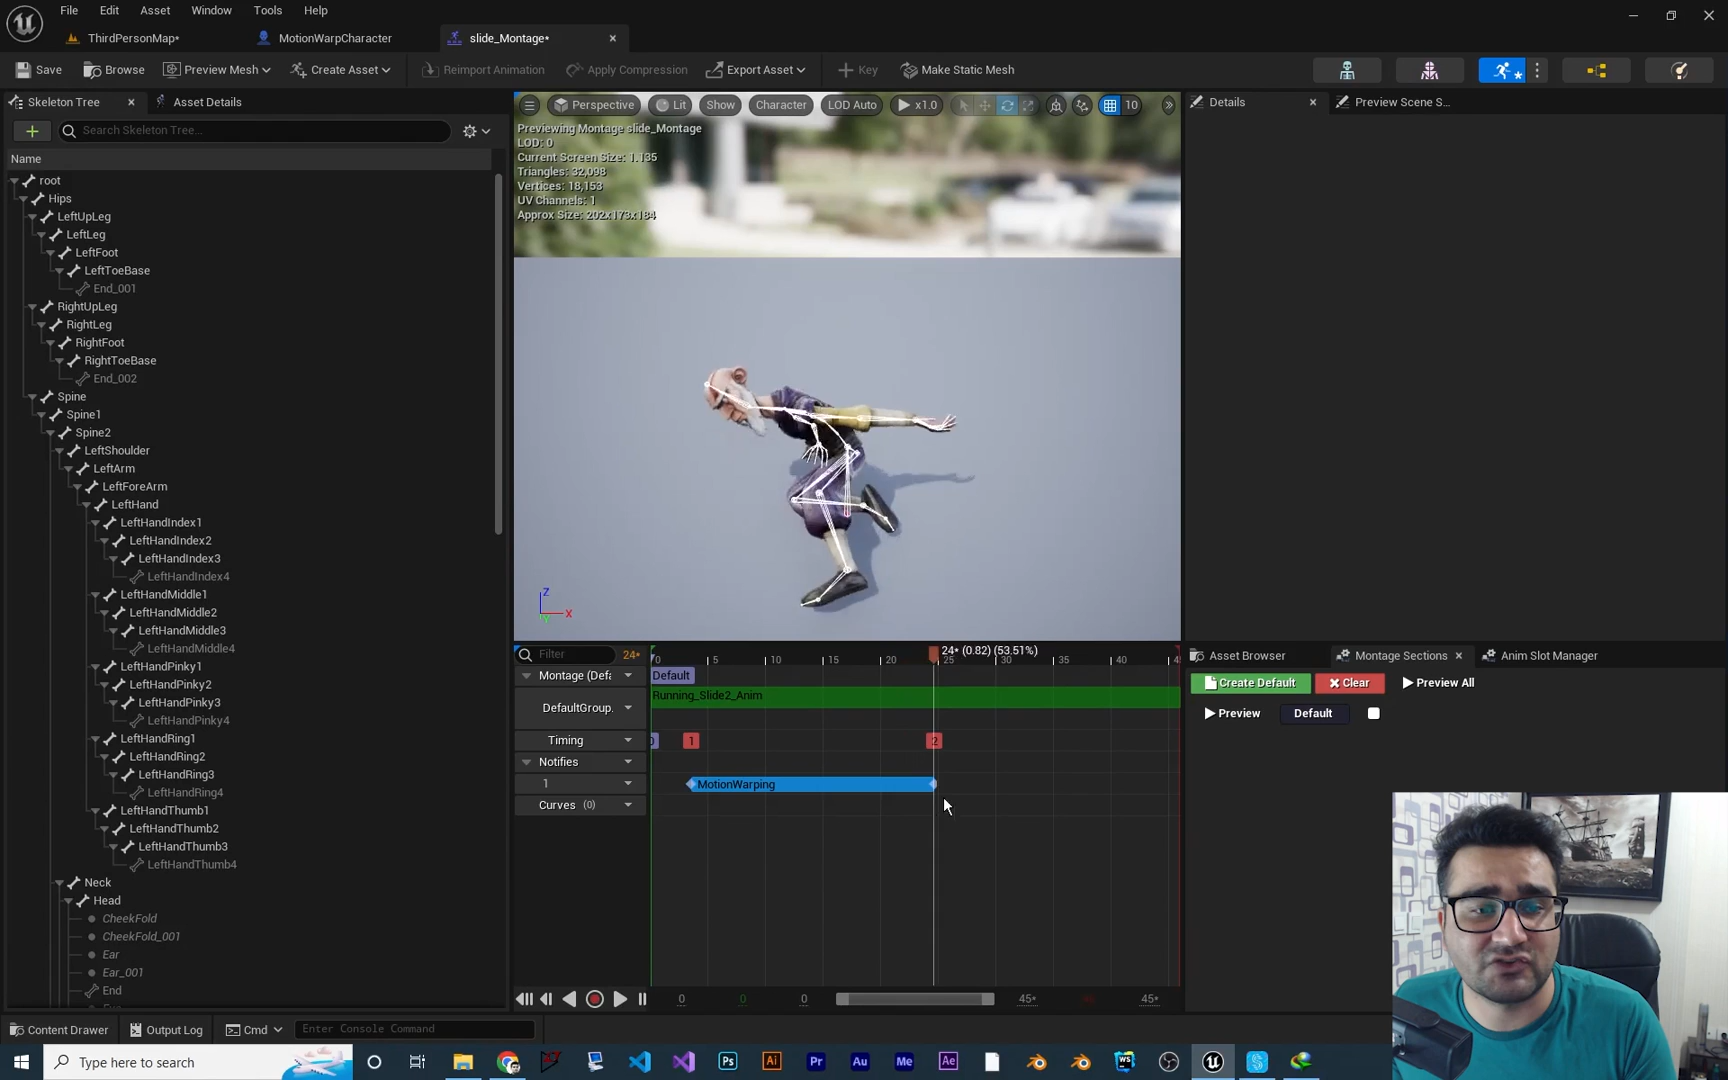 File Edit Asset Window Tools Help
ThirdPersonMap* MotionWarpCharacter slide_Montage*
Save Browse Preview Mesh Create Asset Reimport Animation Apply Compression Export Asset Key Make Static Mesh
Skeleton Tree Asset Details
Search Skeleton Tree...
Name
root
Hips
LeftUpLeg
LeftLeg
LeftFoot
LeftToeBase
End_001
RightUpLeg
RightLeg
RightFoot
RightToeBase
End_002
Spine
Spine1
Spine2
LeftShoulder
LeftArm
LeftForeArm
LeftHand
LeftHandIndex1
LeftHandIndex2
LeftHandIndex3
LeftHandIndex4
LeftHandMiddle1
LeftHandMiddle2
LeftHandMiddle3
LeftHandMiddle4
LeftHandPinky1
LeftHandPinky2
LeftHandPinky3
LeftHandPinky4
LeftHandRing1
LeftHandRing2
LeftHandRing3
LeftHandRing4
LeftHandThumb1
LeftHandThumb2
LeftHandThumb3
LeftHandThumb4
Neck
Head
CheekFold
CheekFold_001
Ear
Ear_001
End
Perspective Lit Show Character LOD Auto x1.0 10
Previewing Montage slide_Montage
LOD: 0
Current Screen Size: 1.135
Triangles: 32,098
Vertices: 18,153
UV Channels: 1
Approx Size: 202x173x184
Z
X
Y
Filter 24* 0 5 10 15 20 25 30 35 40 45
24* (0.82) (53.51%)
Montage (Defa Default
Running_Slide2_Anim
DefaultGroup.
Timing 1 2
Notifies
1 MotionWarping
Curves (0)
0 0 0 45* 45*
Details Preview Scene S...
Asset Browser Montage Sections Anim Slot Manager
Create Default Clear Preview All
Preview Default
Content Drawer Output Log Cmd Enter Console Command
Type here to search Ps Ai Pr Au Me Ae WS